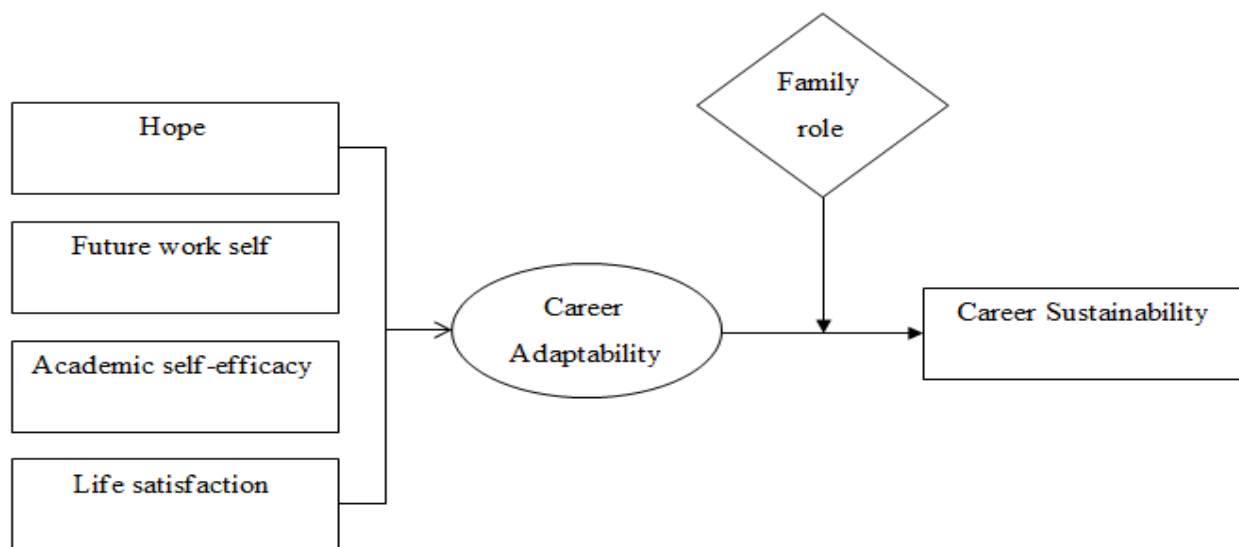 Hope
Future work self
Academic self-efficacy
Life satisfaction
Career
Adaptability
Family
role
Career Sustainability